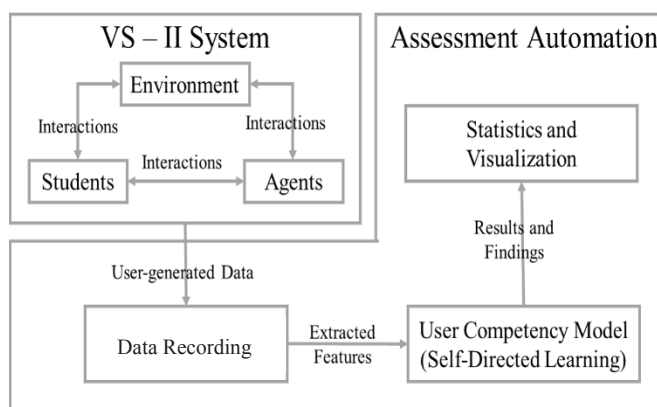 VS – II System
Assessment Automation
Environment
Interactions
Interactions
Interactions
Students
Agents
Statistics and
Visualization
User-generated Data
Results and
Findings
Data Recording
Extracted
Features
User Competency Model
(Self-Directed Learning)